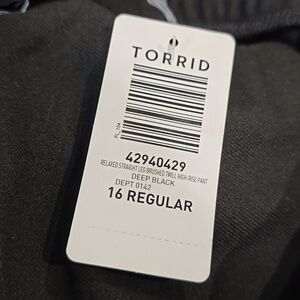 TORRID
42940429
RELAXED STRAIGHT LEG BRUSHED TWILL HIGH-RISE PANT
DEEP BLACK
DEPT 0142
16 REGULAR